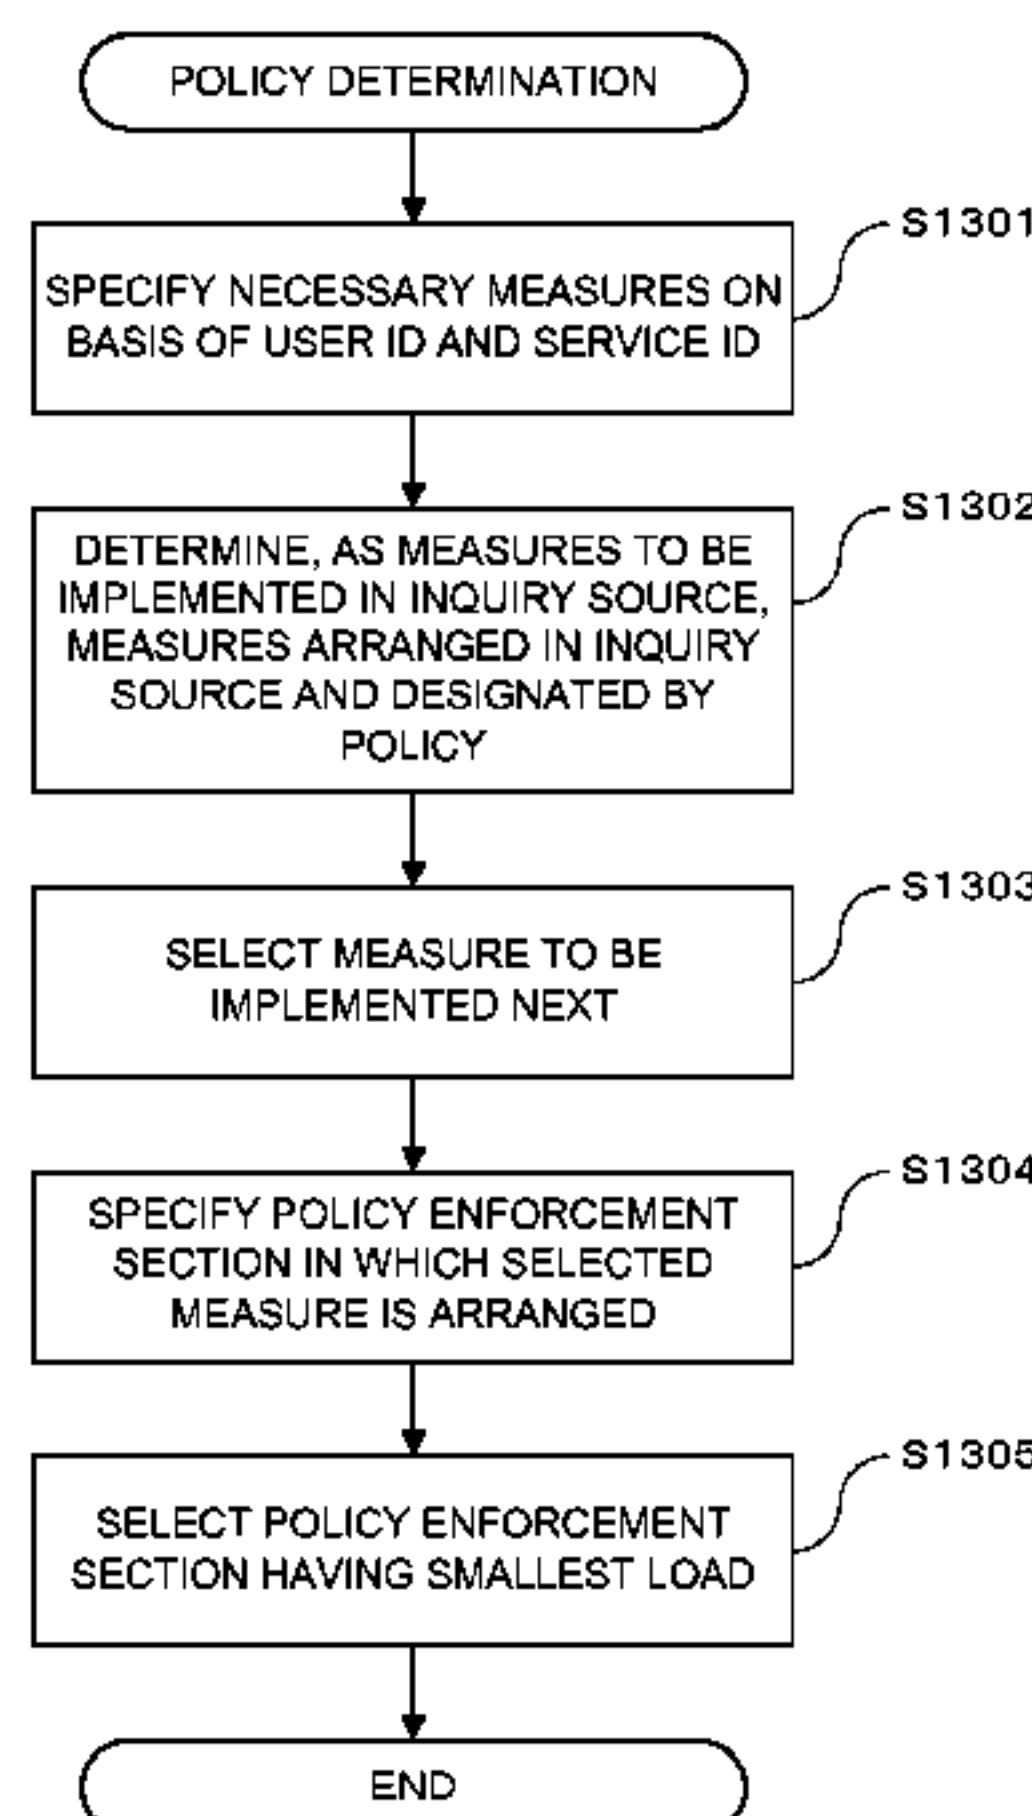 POLICY DETERMINATION
S1301
SPECIFY NECESSARY MEASURES ON
BASIS OF USER ID AND SERVICE ID
S1302
DETERMINE, AS MEASURES TO BE
IMPLEMENTED IN INQUIRY SOURCE,
MEASURES ARRANGED IN INQUIRY
SOURCE AND DESIGNATED BY
POLICY
S1303
SELECT MEASURE TO BE
IMPLEMENTED NEXT
S1304
SPECIFY POLICY ENFORCEMENT
SECTION IN WHICH SELECTED
MEASURE IS ARRANGED
S1305
SELECT POLICY ENFORCEMENT
SECTION HAVING SMALLEST LOAD
END